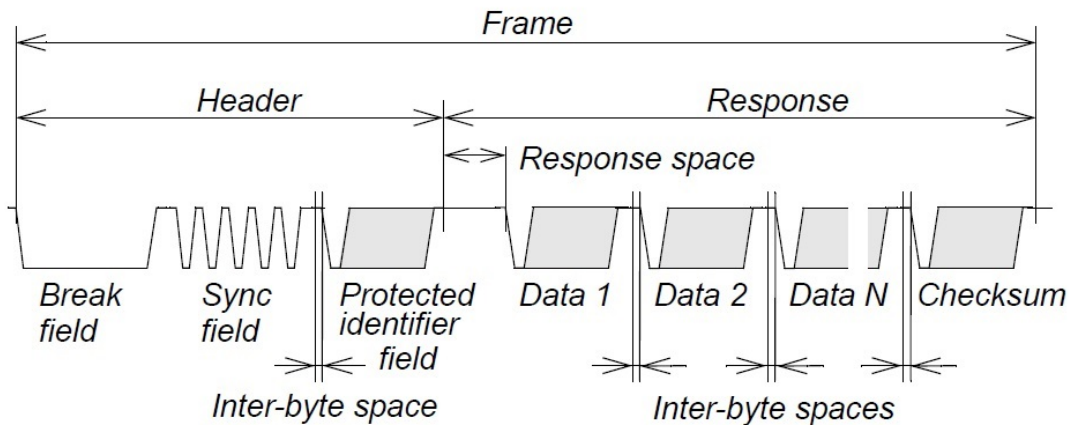 Frame
Header
Response
Response space
Break
field
Sync
field
Protected
identifier
field
Data 1
Data 2
Data N
Checksum
Inter-byte space
Inter-byte spaces